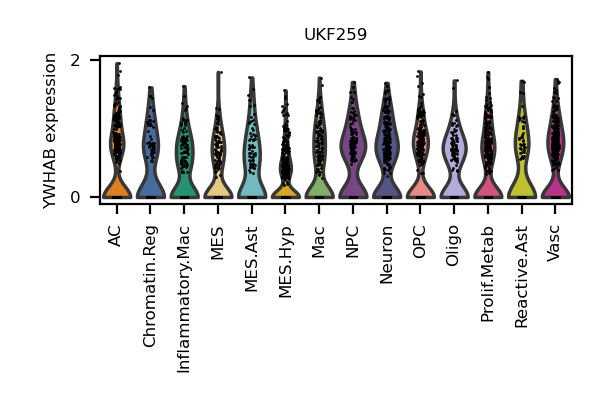 UKF259
YWHAB expression
2
0
AC
Chromatin.Reg
Inflammatory.Mac
MES
MES.Ast
MES.Hyp
Mac
NPC
Neuron
OPC
Oligo
Prolif.Metab
Reactive.Ast
Vasc